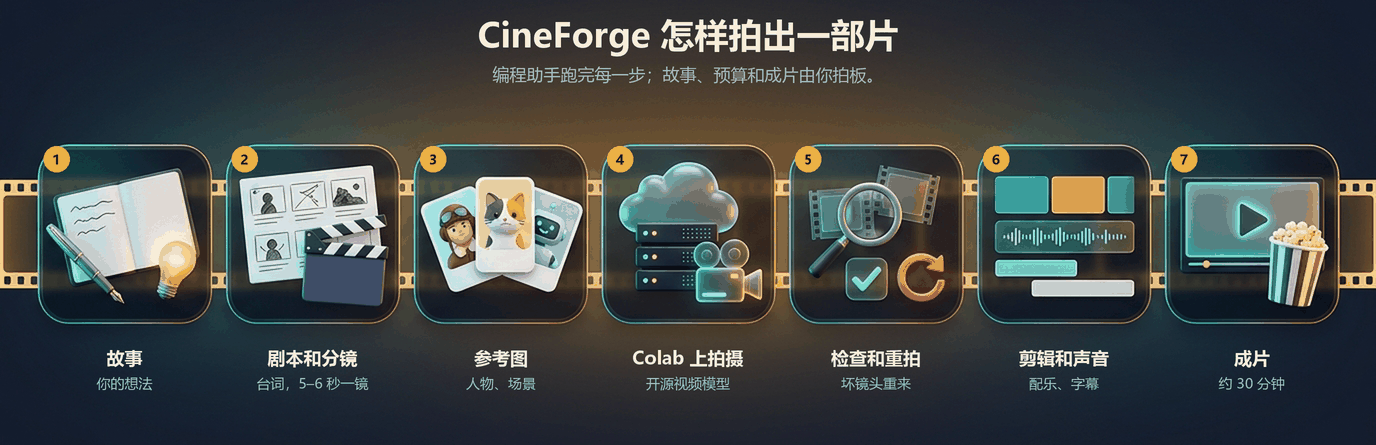 CineForge 怎样拍出一部片
编程助手跑完每一步；故事、预算和成片由你拍板。
1
2
3
4
5
6
7
故事
剧本和分镜
参考图
Colab 上拍摄
检查和重拍
剪辑和声音
成片
你的想法
台词，5–6 秒一镜
人物、场景
开源视频模型
坏镜头重来
配乐、字幕
约 30 分钟